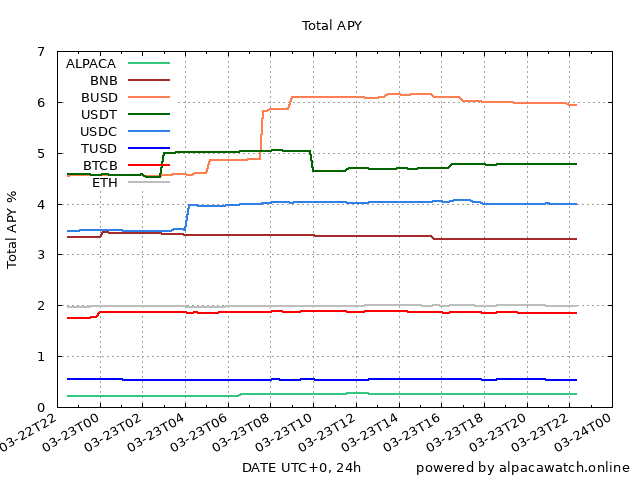 Total APY
Total APY %
7
6
5
4
3
2
1
0
ALPACA
BNB
BUSD
USDT
USDC
TUSD
BTCB
ETH
03-22T22
03-23T00
03-23T02
03-23T04
03-23T06
03-23T08
03-23T10
03-23T12
03-23T14
03-23T16
03-23T18
03-23T20
03-23T22
03-24T00
DATE UTC+0, 24h
powered by alpacawatch.online